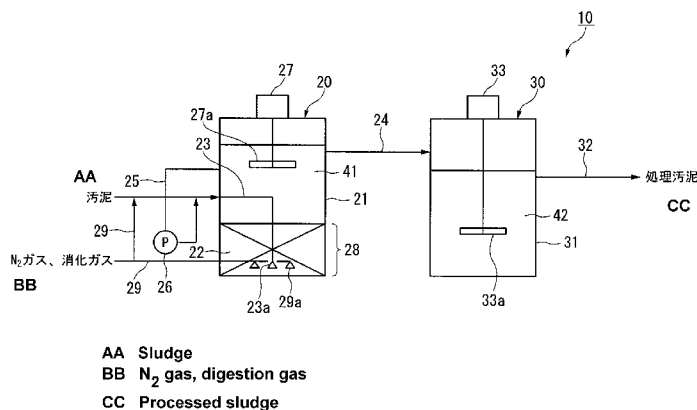 10
27
20
33
30
27a
24
32
23
AA
25
41
汚泥
21
処理汚泥
CC
29
P
22
28
42
31
N₂ガス、消化ガス
29
26
23a
29a
33a
BB
AA Sludge
BB N₂ gas, digestion gas
CC Processed sludge